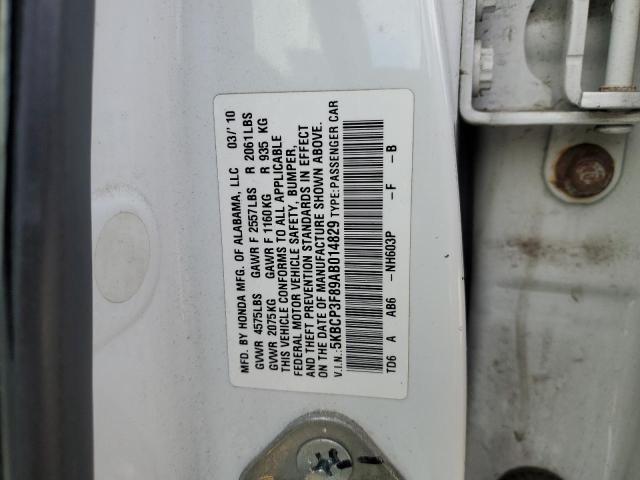 MFD. BY HONDA MFG. OF ALABAMA, LLC 03/'10
GVWR 4575LBS GAWR F 2557LBS R 2061LBS
GVWR 2075KG GAWR F 1160KG R 935 KG
THIS VEHICLE CONFORMS TO ALL APPLICABLE
FEDERAL MOTOR VEHICLE SAFETY, BUMPER,
AND THEFT PREVENTION STANDARDS IN EFFECT
ON THE DATE OF MANUFACTURE SHOWN ABOVE.
V.I.N.:5KBCP3F89AB014829 TYPE:PASSENGER CAR
TD6 A AB6 -NH603P -F -B